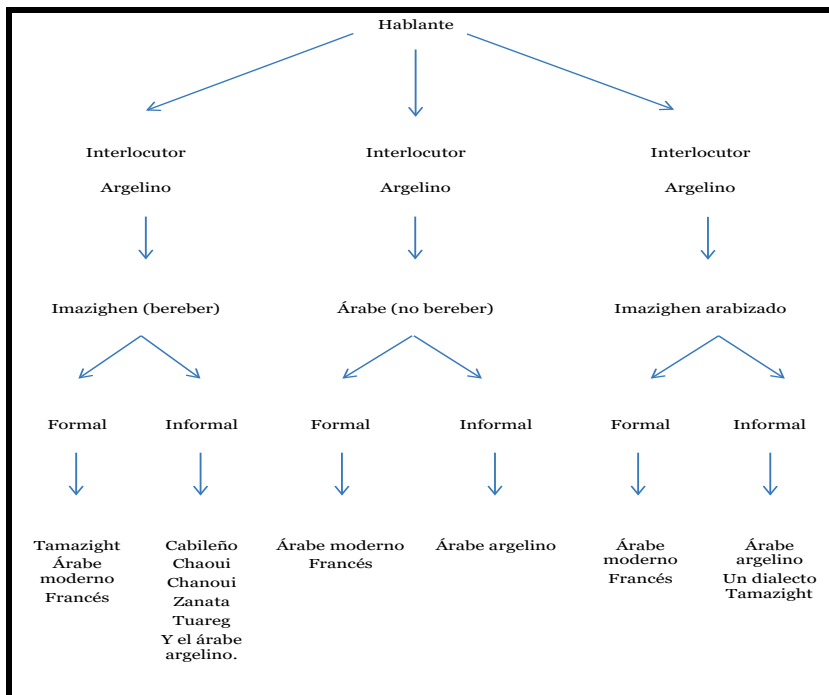 Hablante
Interlocutor
Argelino
Interlocutor
Argelino
Interlocutor
Argelino
Imazighen (bereber)
Árabe (no bereber)
Imazighen arabizado
Formal
Informal
Formal
Informal
Formal
Informal
Tamazight
Árabe
moderno
Francés
Cabileño
Chaoui
Chanoui
Zanata
Tuareg
Y el árabe
argelino.
Árabe moderno
Francés
Árabe argelino
Árabe
moderno
Francés
Árabe
argelino
Un dialecto
Tamazight